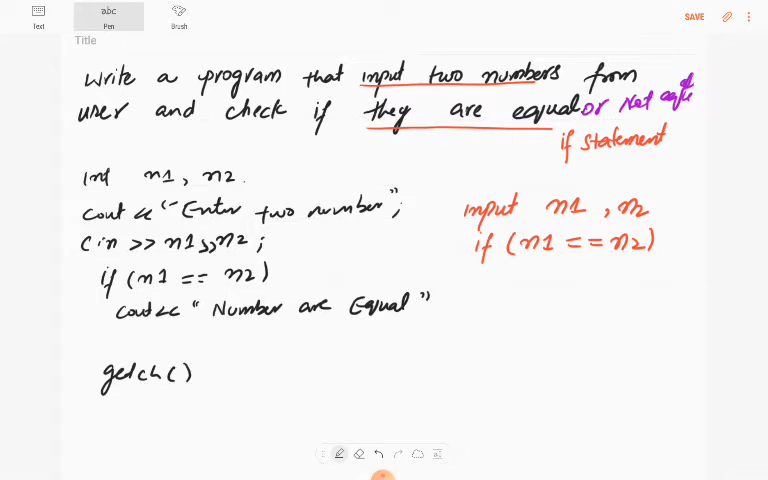 Text
abc
Pen
Brush
SAVE
Title
Write a program that input two numbers from
user and check if they are equal or Not
if statement
int n1, n2
cout << "Enter two number";
input n1, n2
cin >> n1 >> n2;
if (n1 == n2)
if (n1 == n2)
cout << "Number are Equal"
getch()